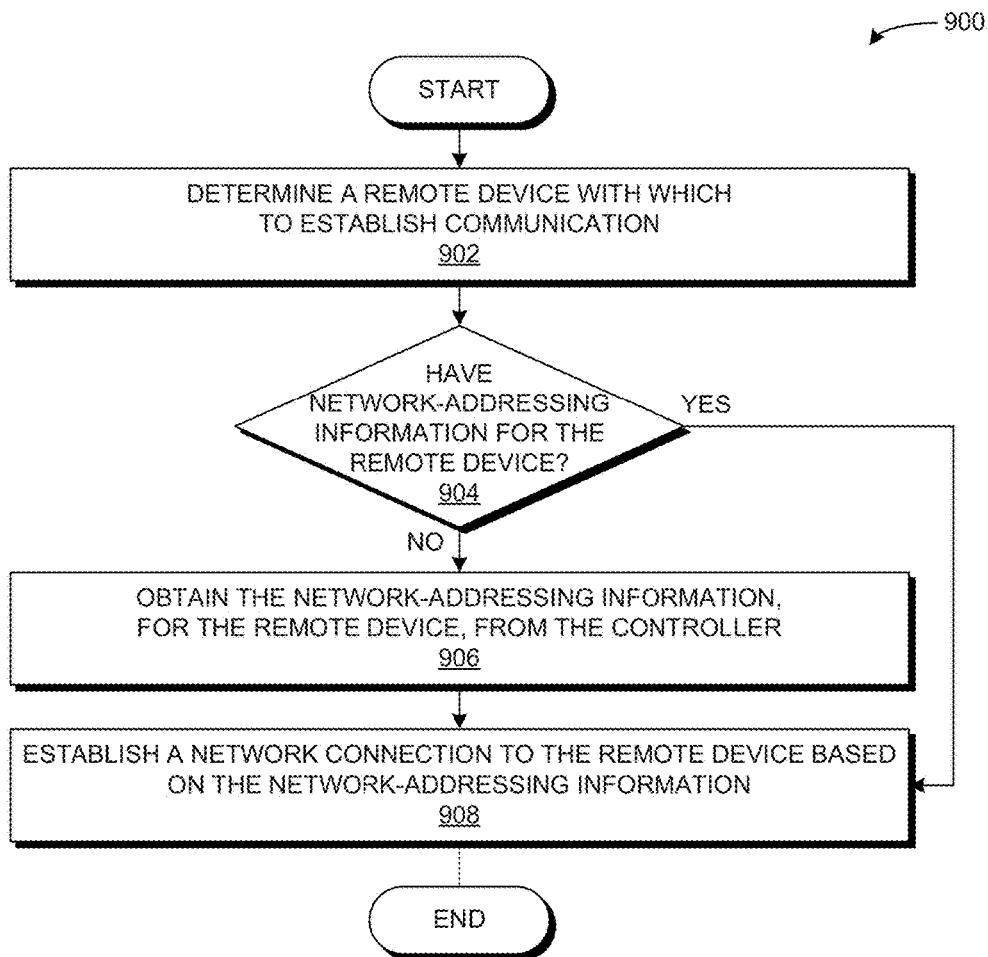 900
START
DETERMINE A REMOTE DEVICE WITH WHICH
TO ESTABLISH COMMUNICATION
902
HAVE
NETWORK-ADDRESSING
INFORMATION FOR THE
REMOTE DEVICE?
904
YES
NO
OBTAIN THE NETWORK-ADDRESSING INFORMATION,
FOR THE REMOTE DEVICE, FROM THE CONTROLLER
906
ESTABLISH A NETWORK CONNECTION TO THE REMOTE DEVICE BASED
ON THE NETWORK-ADDRESSING INFORMATION
908
END